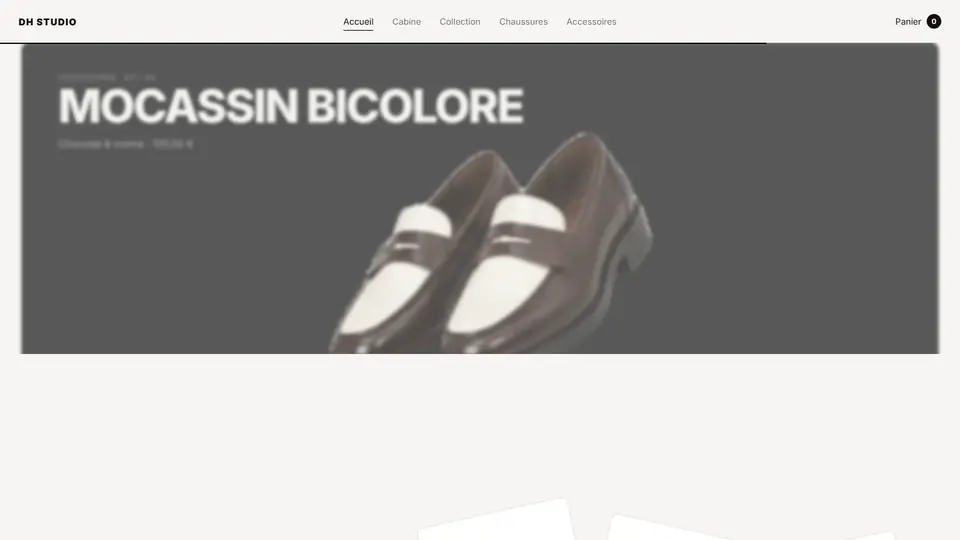 DH STUDIO
Accueil
Cabine
Collection
Chaussures
Accessoires
Panier 0
MOCASSIN BICOLORE